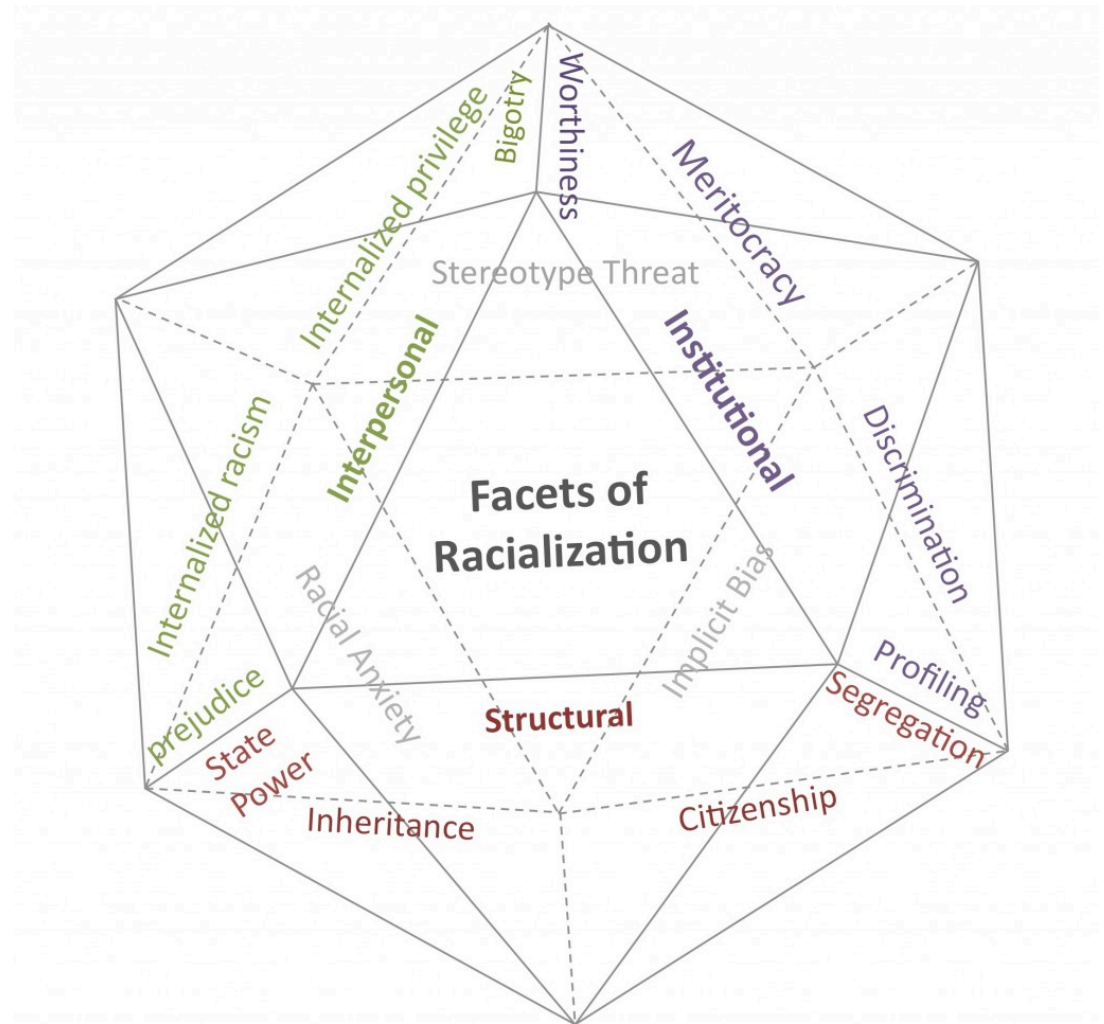 Bigotry
Worthiness
Internalized privilege
Meritocracy
Stereotype Threat
Interpersonal
Institutional
Internalized racism
Discrimination
Facets of
Racialization
Racial Anxiety
Implicit Bias
prejudice
Profiling
State
Power
Structural
Segregation
Inheritance
Citizenship